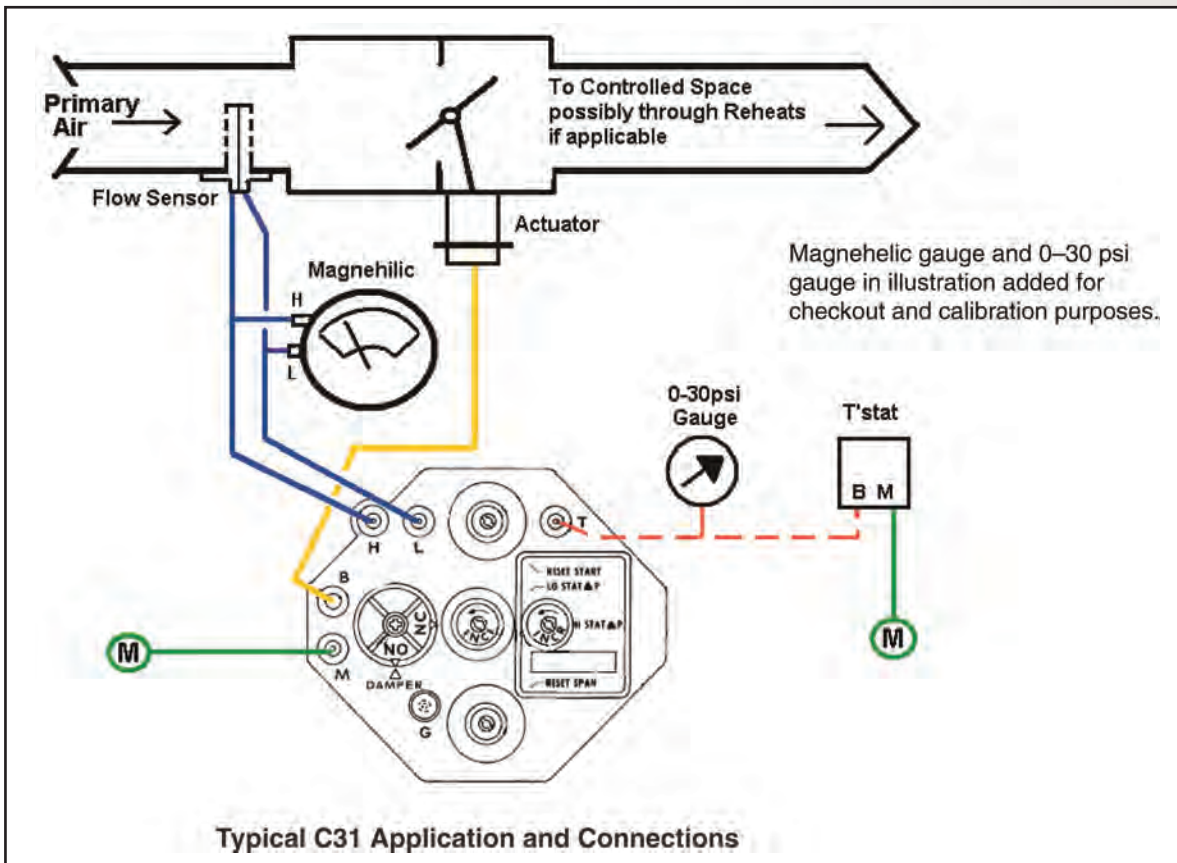 Primary
Air
To Controlled Space
possibly through Reheats
if applicable
Flow Sensor
Actuator
Magnehilic
H
L
Magnehelic gauge and 0–30 psi
gauge in illustration added for
checkout and calibration purposes.
0-30psi
Gauge
T'stat
B M
H
L
T
B
M
NC
NO
DAMPER
G
RESET START
LO STAT▲P
HI STAT▲P
INCR
RESET SPAN
M
M
Typical C31 Application and Connections